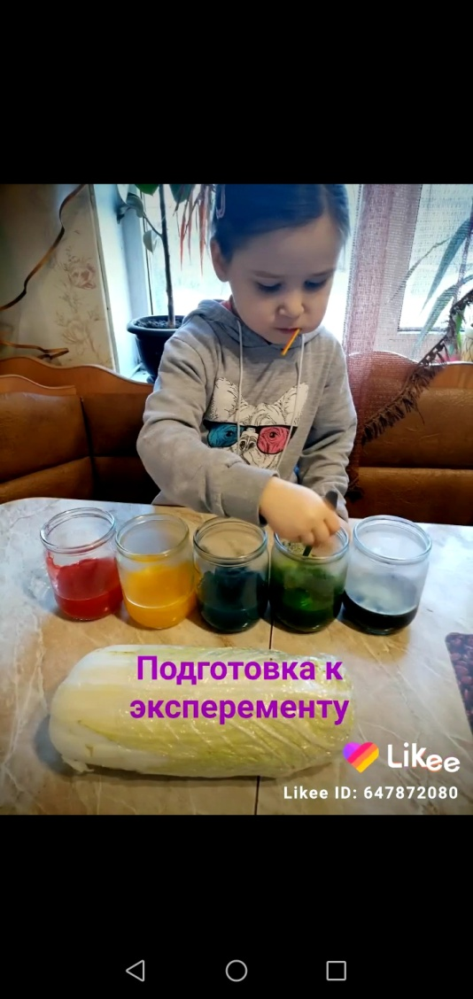 Подготовка к
эксперементу
Likee
Likee ID: 647872080